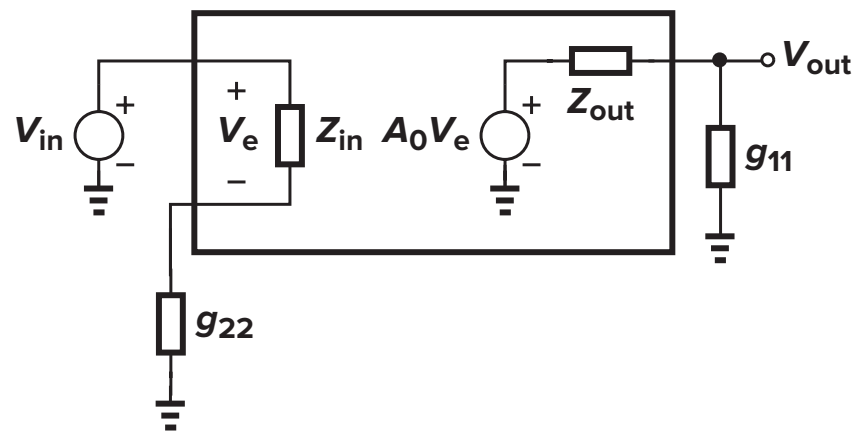 V_in + − + V_e − Z_in A_0V_e + − Z_out V_out
g_11
g_22